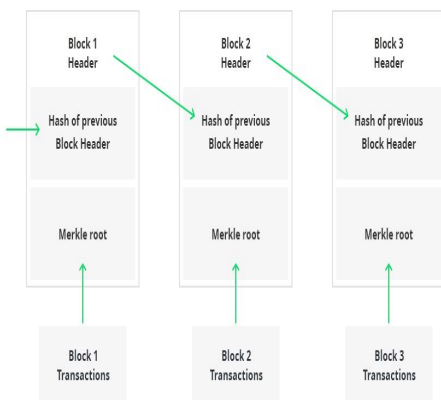 Block 1
Header
Hash of previous
Block Header
Merkle root
Block 1
Transactions
Block 2
Header
Hash of previous
Block Header
Merkle root
Block 2
Transactions
Block 3
Header
Hash of previous
Block Header
Merkle root
Block 3
Transactions